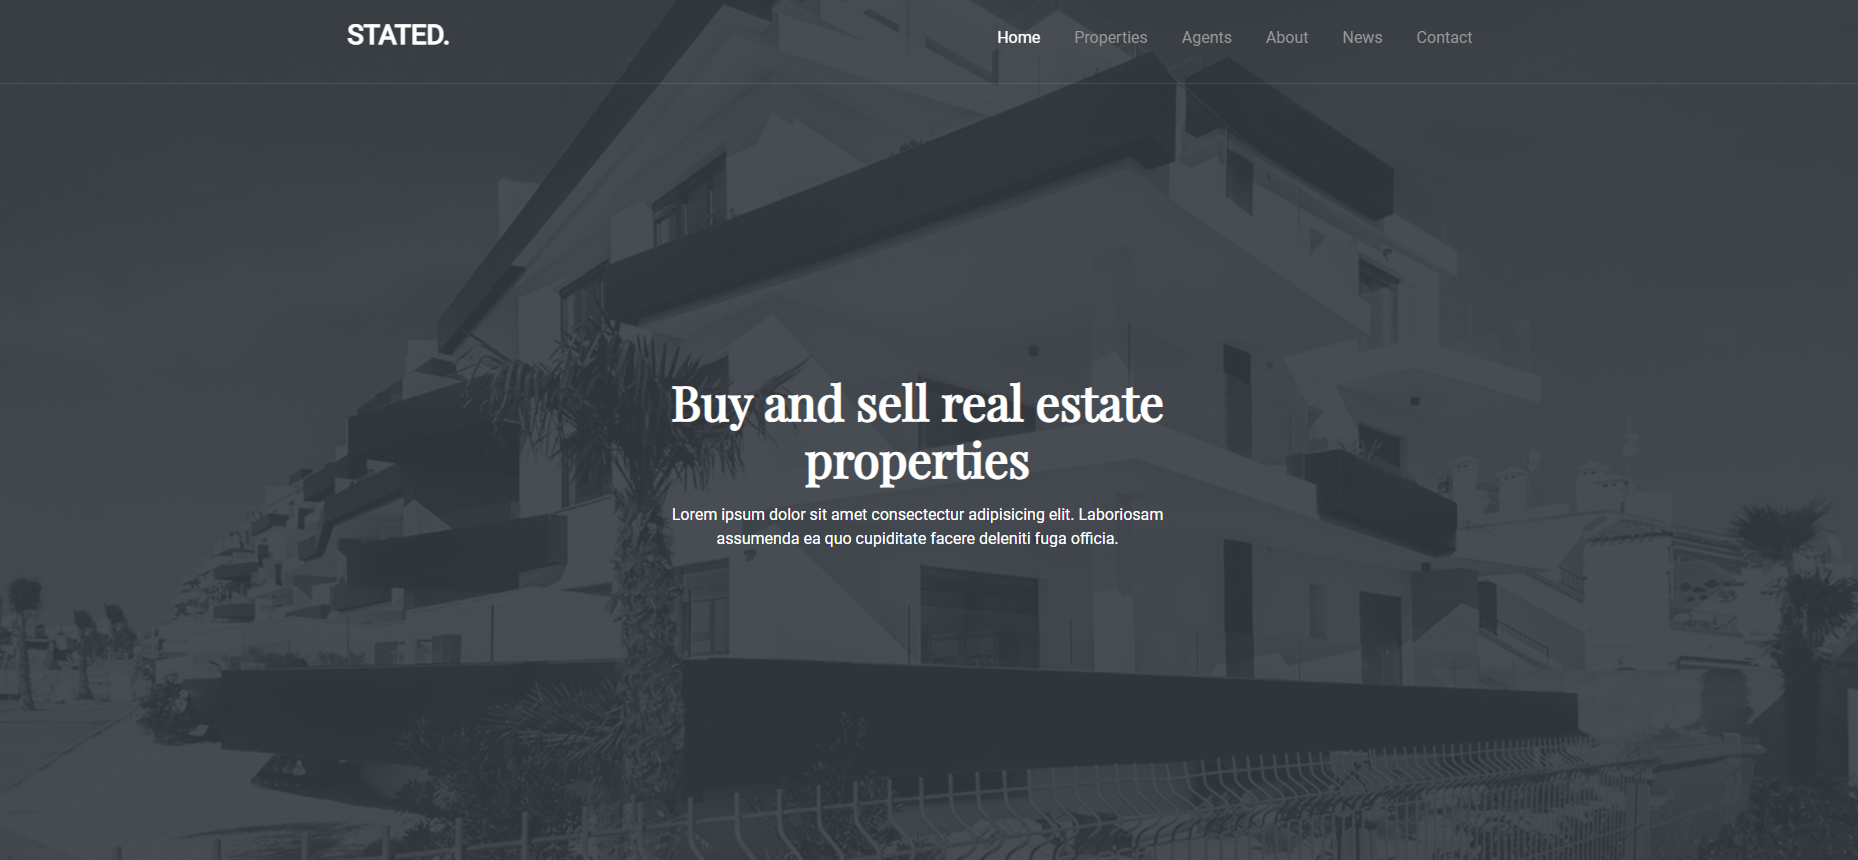 STATED.
Home Properties Agents About News Contact
Buy and sell real estate
properties
Lorem ipsum dolor sit amet consectectur adipisicing elit. Laboriosam
assumenda ea quo cupiditate facere deleniti fuga officia.